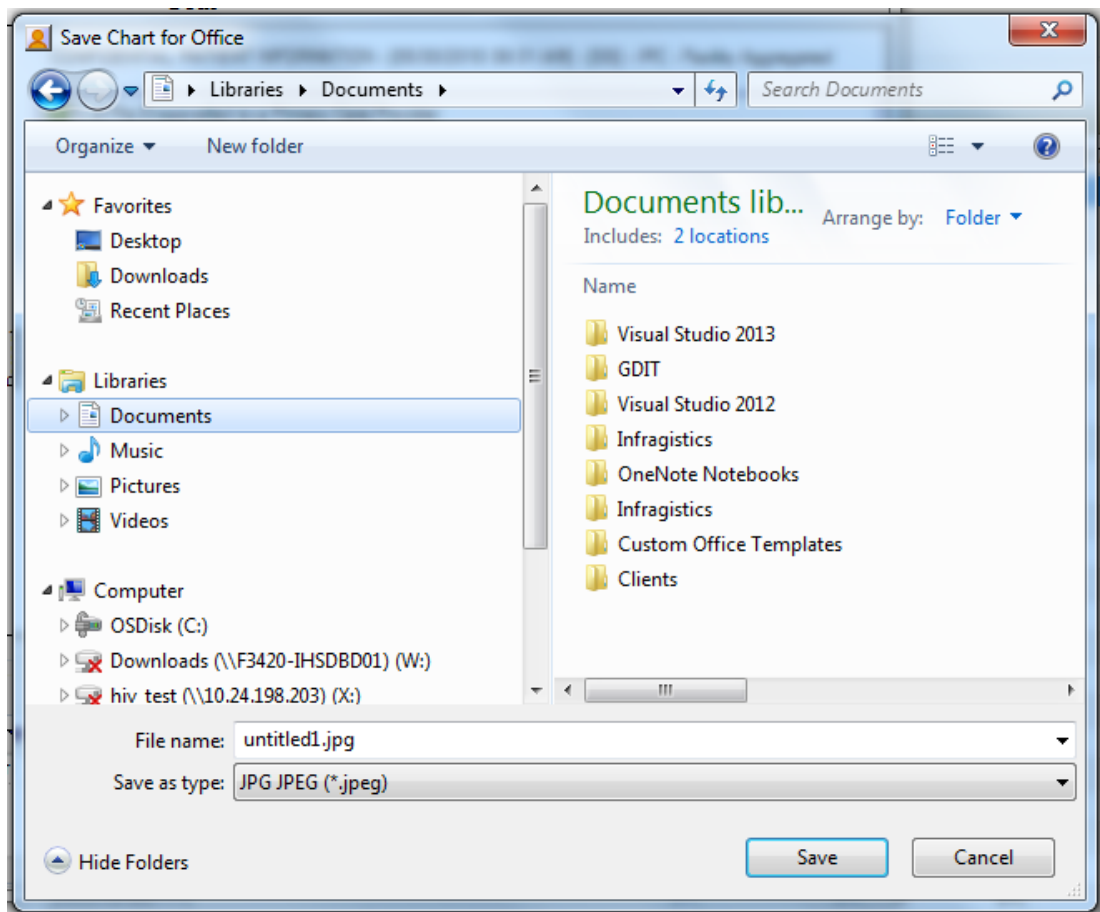 Save Chart for Office
Libraries Documents
Search Documents
Organize New folder
Favorites
Desktop
Downloads
Recent Places
Libraries
Documents
Music
Pictures
Videos
Computer
OSDisk (C:)
Downloads (\\F3420-IHSDBD01) (W:)
hiv_test (\\10.24.198.203) (X:)
Documents lib...
Includes: 2 locations
Arrange by: Folder
Name
Visual Studio 2013
GDIT
Visual Studio 2012
Infragistics
OneNote Notebooks
Infragistics
Custom Office Templates
Clients
File name: untitled1.jpg
Save as type: JPG JPEG (*.jpeg)
Hide Folders
Save Cancel